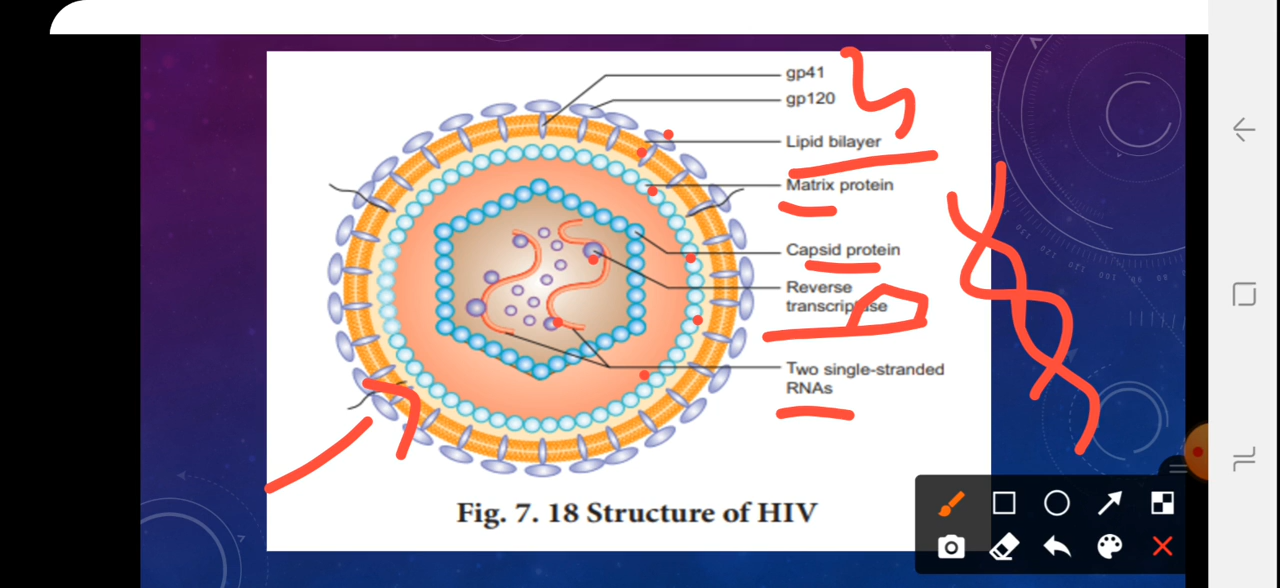 gp41
gp120
Lipid bilayer
Matrix protein
Capsid protein
Reverse
transcriptase
Two single-stranded
RNAs
Fig. 7. 18 Structure of HIV